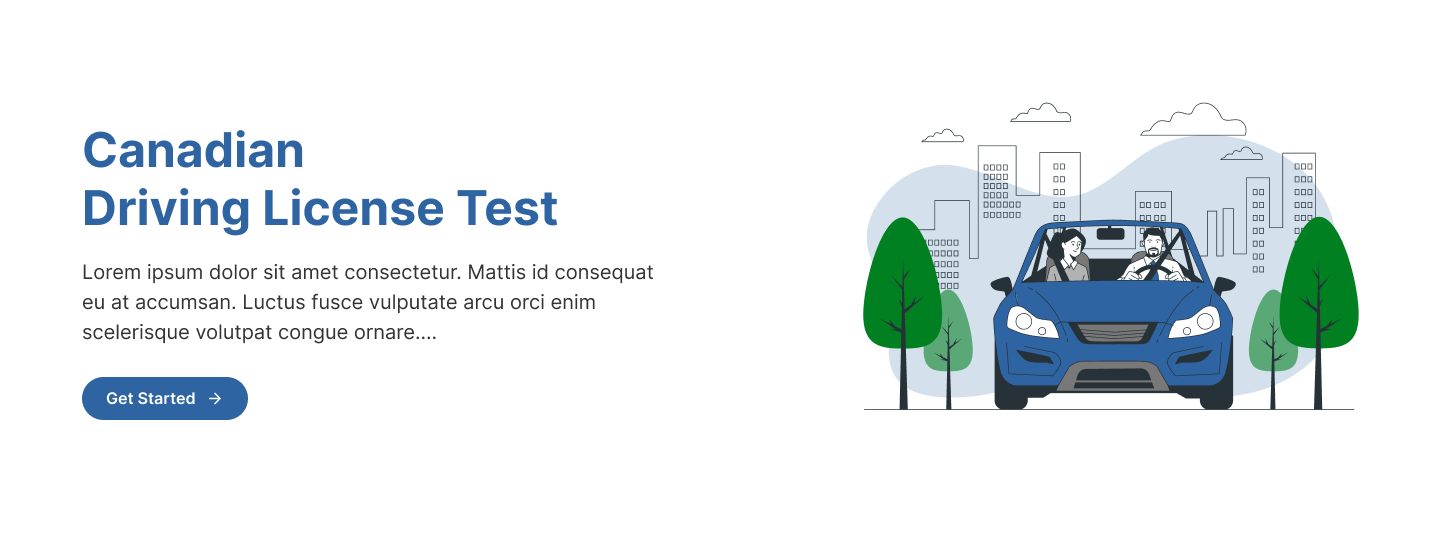 Canadian
Driving License Test
Lorem ipsum dolor sit amet consectetur. Mattis id consequat
eu at accumsan. Luctus fusce vulputate arcu orci enim
scelerisque volutpat congue ornare....
Get Started